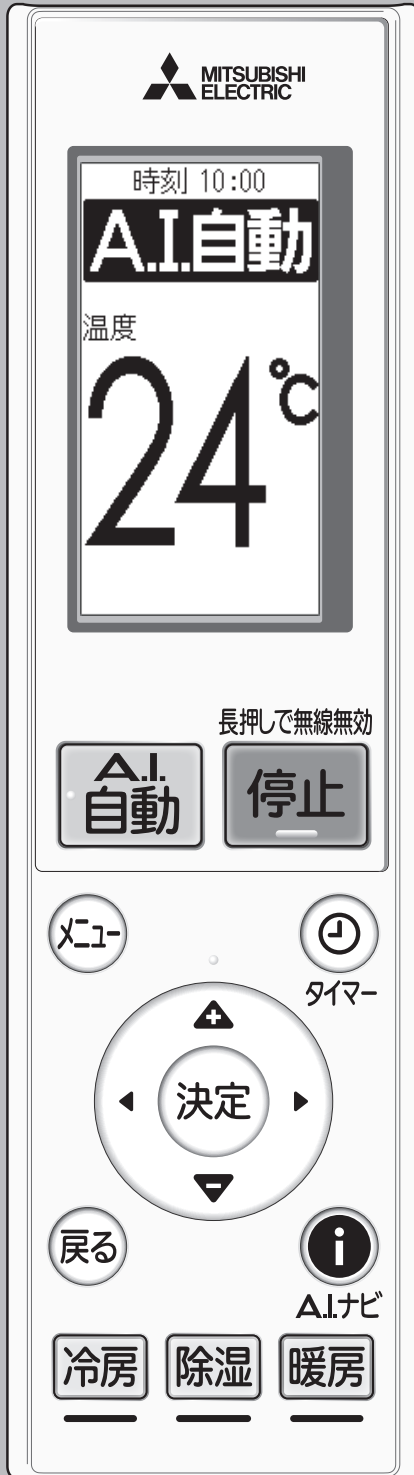 MITSUBISHI
ELECTRIC
時刻 10:00
A.I.自動
温度
24℃
長押しで無線無効
A.I.
自動
停止
メニュー
タイマー
決定
戻る
i
A.I.ナビ
冷房 除湿 暖房